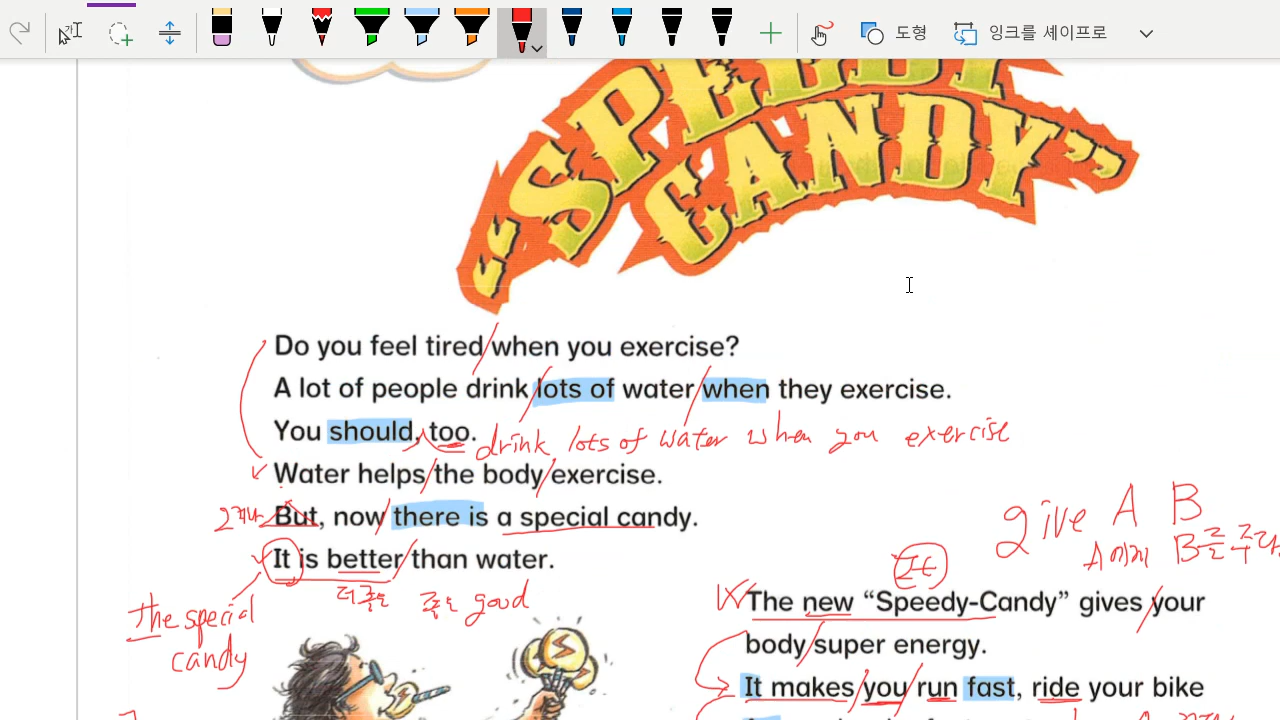 도형
잉크를 셰이프로
"SPEEDY
CANDY"
Do you feel tired when you exercise?
A lot of people drink lots of water when they exercise.
You should, too. drink lots of water when you exercise
Water helps the body exercise.
But, now there is a special candy.
It is better than water.
더 좋은 좋은 good
the special
candy
give A B
A에게 B를 주다
The new "Speedy-Candy" gives your
body super energy.
It makes you run fast, ride your bike